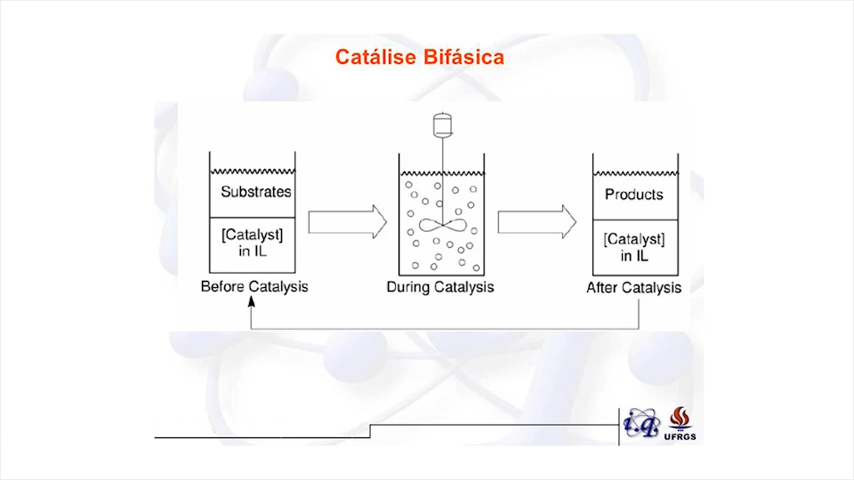 Catálise Bifásica
Substrates
[Catalyst]
in IL
Before Catalysis
During Catalysis
Products
[Catalyst]
in IL
After Catalysis
i.q.
UFRGS